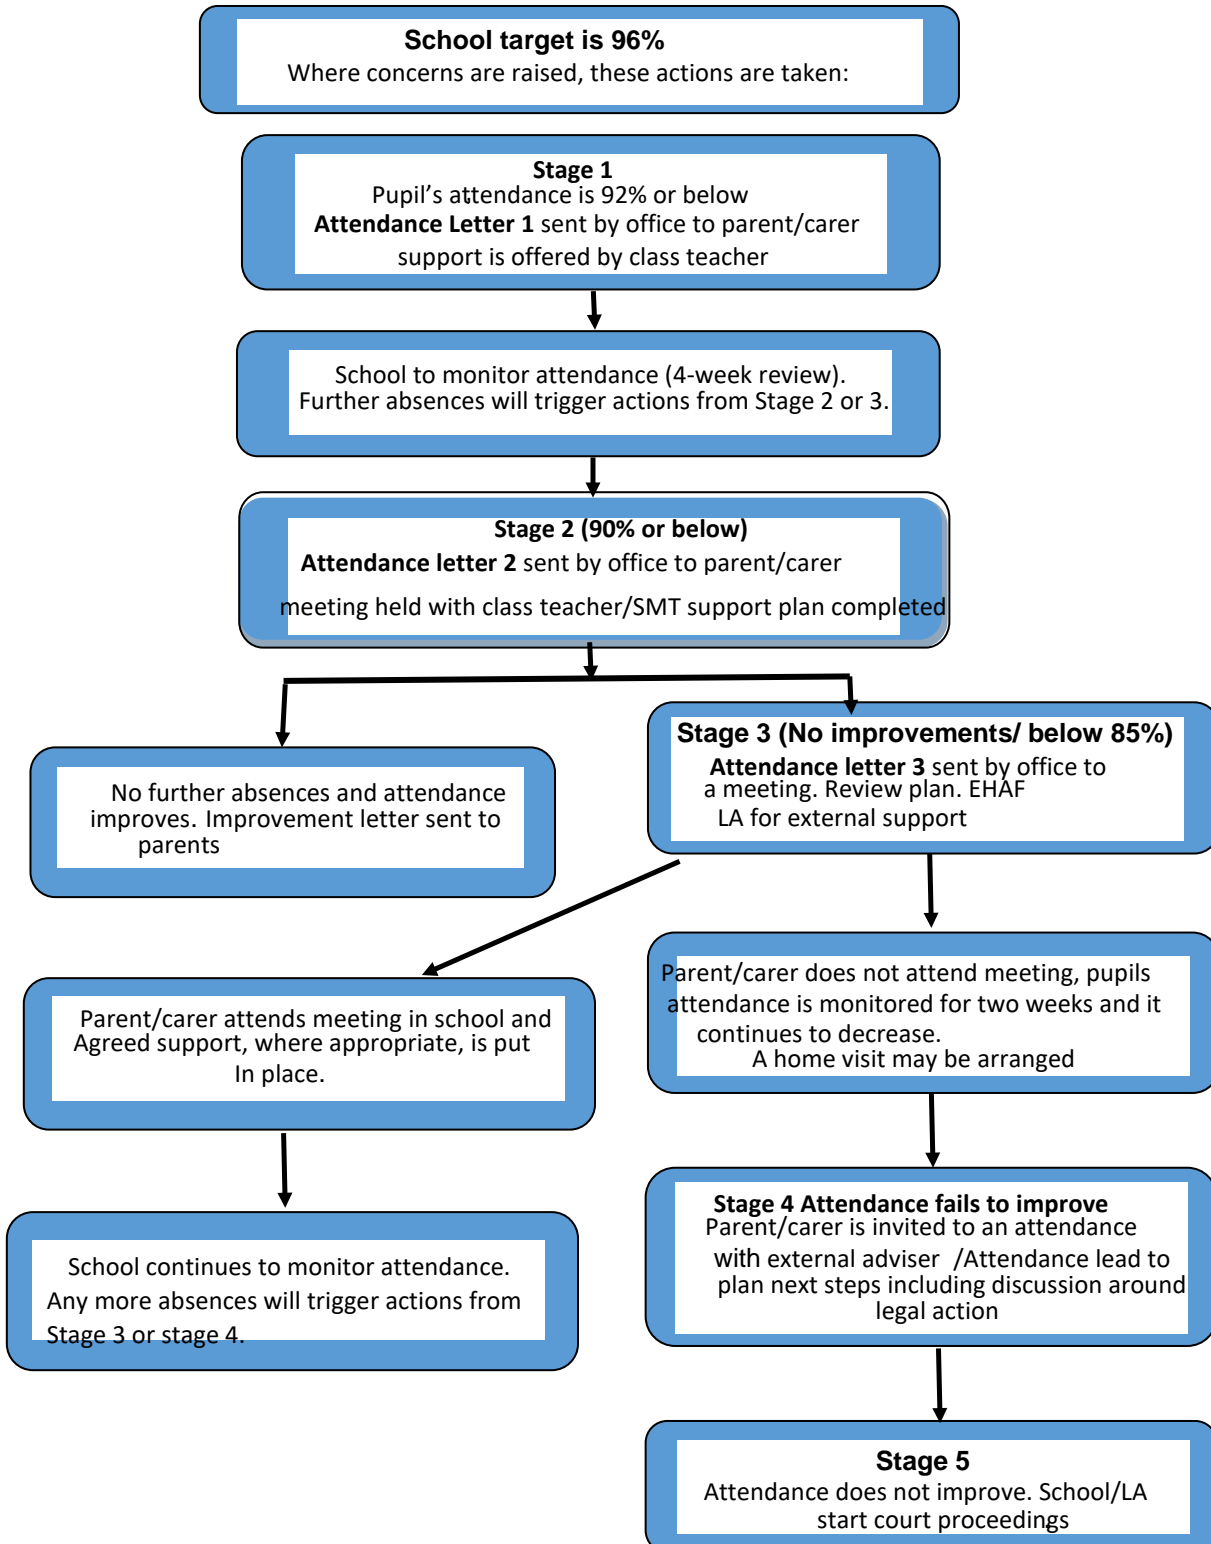 School target is 96%
Where concerns are raised, these actions are taken:
Stage 1
Pupil's attendance is 92% or below
Attendance Letter 1 sent by office to parent/carer
support is offered by class teacher
School to monitor attendance (4-week review).
Further absences will trigger actions from Stage 2 or 3.
Stage 2 (90% or below)
Attendance letter 2 sent by office to parent/carer
meeting held with class teacher/SMT support plan completed
No further absences and attendance
improves. Improvement letter sent to
parents
Stage 3 (No improvements/ below 85%)
Attendance letter 3 sent by office to
a meeting. Review plan. EHAF
LA for external support
Parent/carer attends meeting in school and
Agreed support, where appropriate, is put
In place.
Parent/carer does not attend meeting, pupils
attendance is monitored for two weeks and it
continues to decrease.
A home visit may be arranged
School continues to monitor attendance.
Any more absences will trigger actions from
Stage 3 or stage 4.
Stage 4 Attendance fails to improve
Parent/carer is invited to an attendance
with external adviser /Attendance lead to
plan next steps including discussion around
legal action
Stage 5
Attendance does not improve. School/LA
start court proceedings